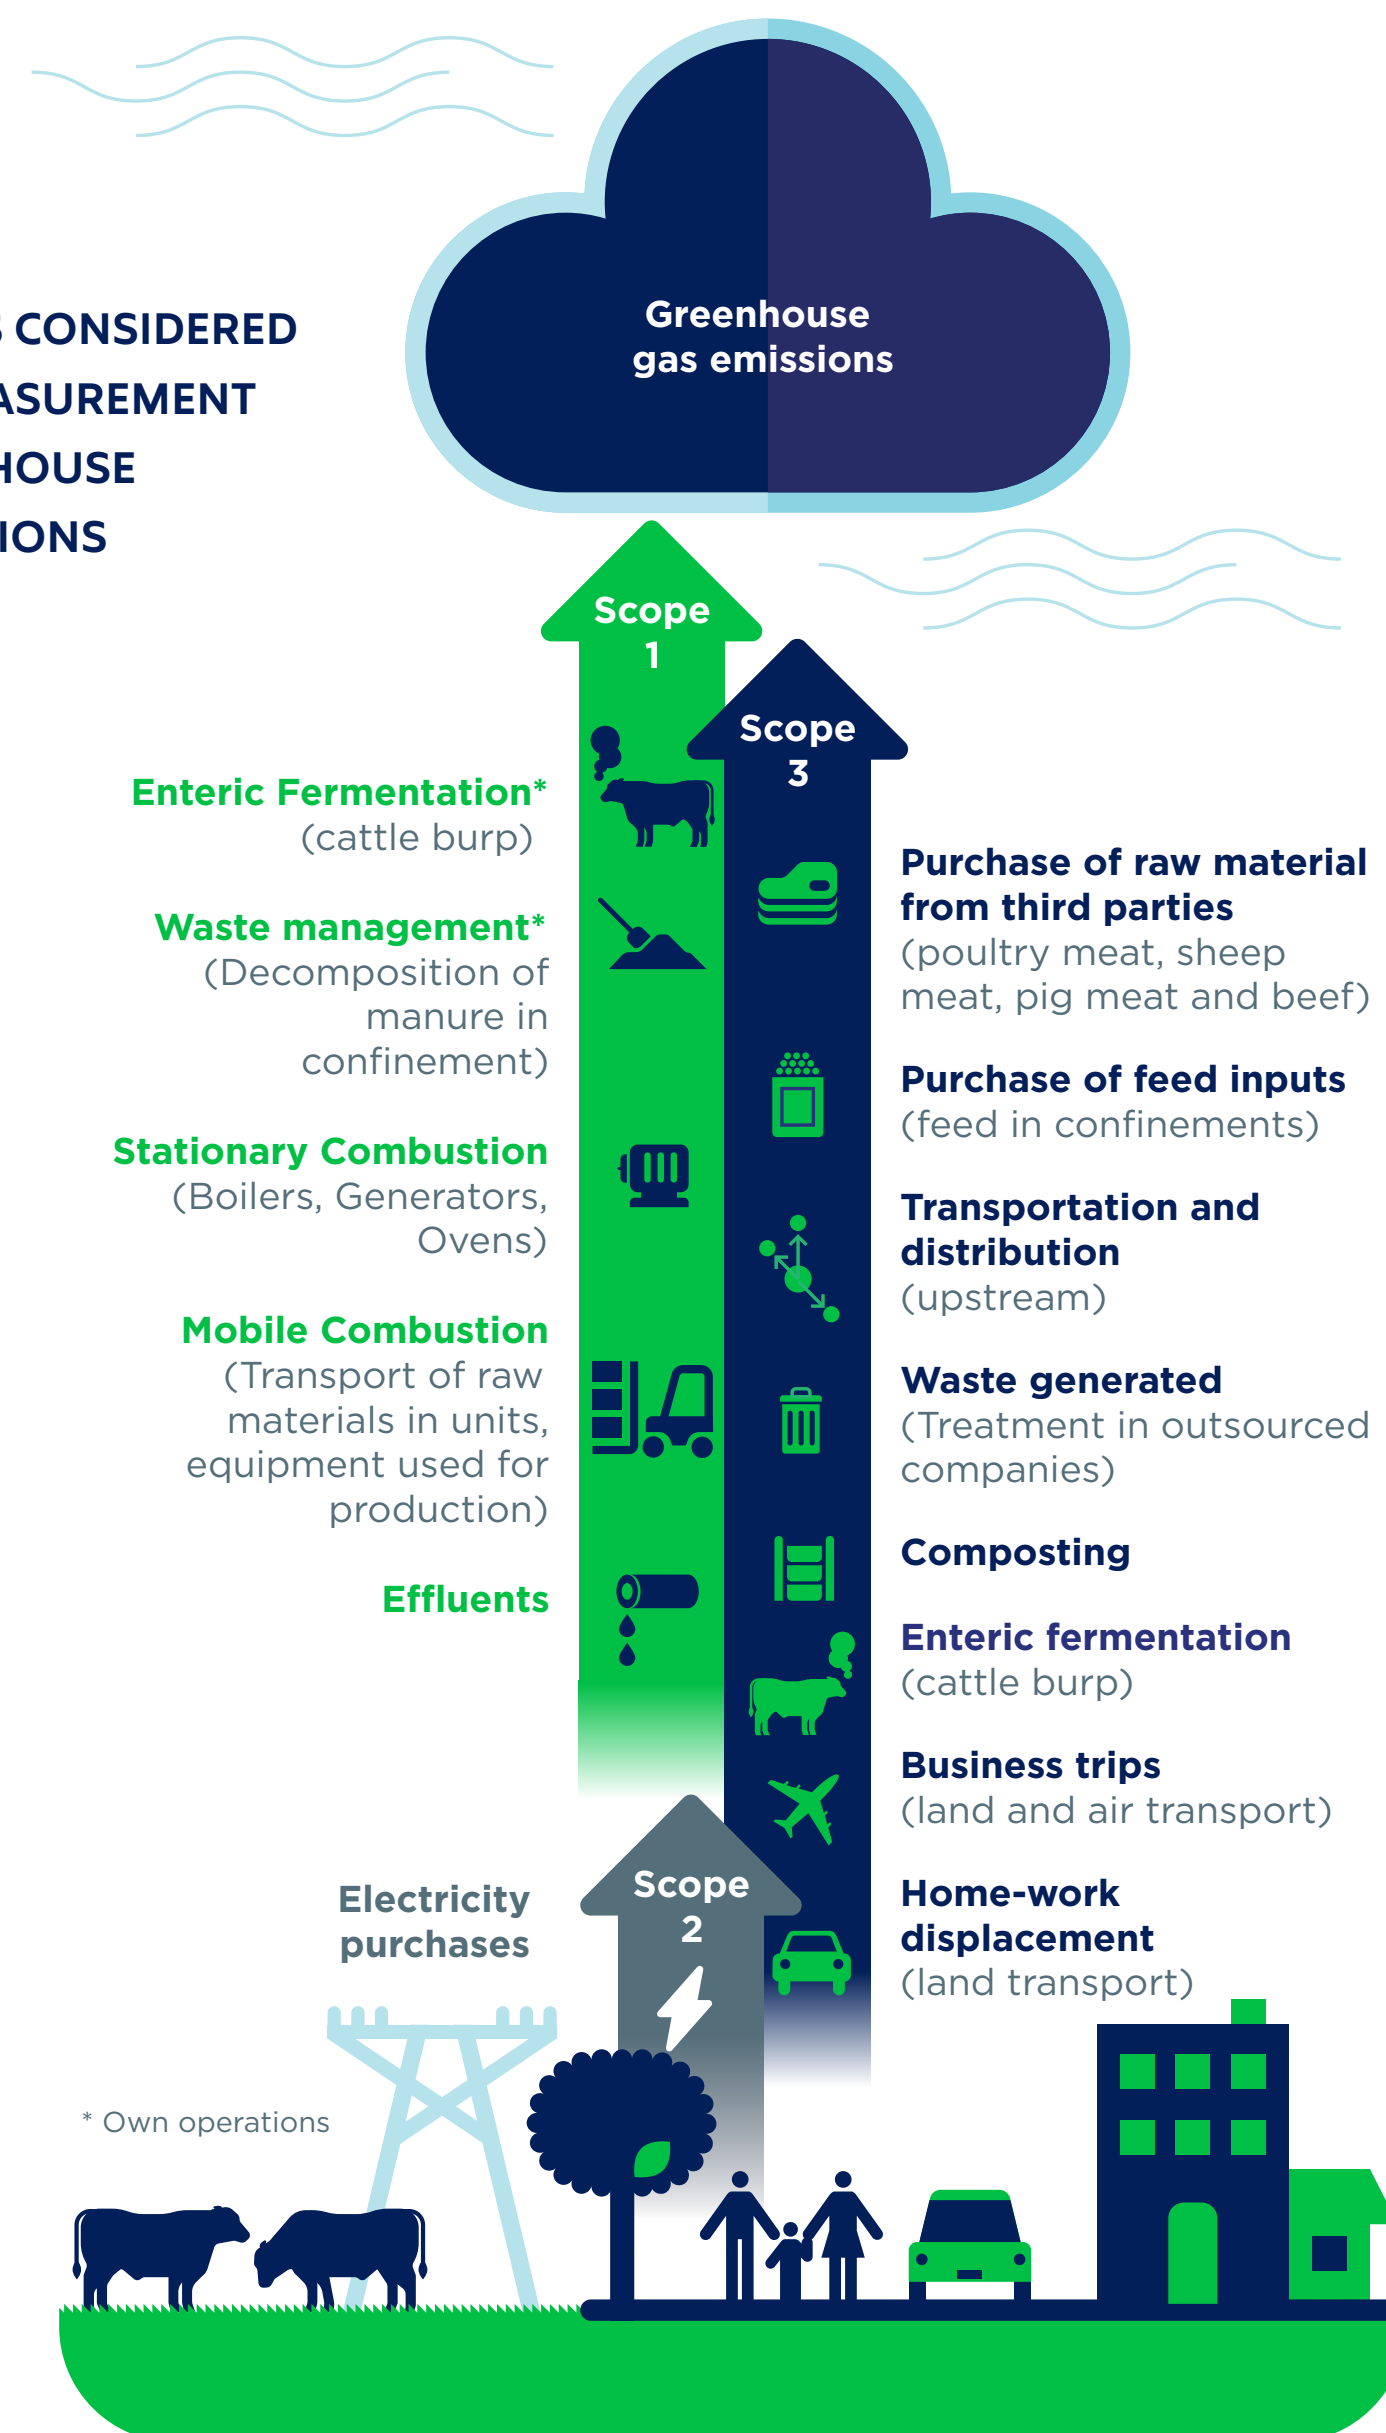 CONSIDERED
Greenhouse
gas emissions
Scope
1
Enteric Fermentation*
(cattle burp)
Waste management*
(Decomposition of
manure in
confinement)
Stationary Combustion
(Boilers, Generators,
Ovens)
Mobile Combustion
(Transport of raw
materials in units,
equipment used for
production)
Effluents
Scope
3
Purchase of raw material
from third parties
(poultry meat, sheep
meat, pig meat and beef)
Purchase of feed inputs
(feed in confinements)
Transportation and
distribution
(upstream)
Waste generated
(Treatment in outsourced
companies)
Composting
Enteric fermentation
(cattle burp)
Business trips
(land and air transport)
Home-work
displacement
(land transport)
Scope
2
Electricity
purchases
* Own operations